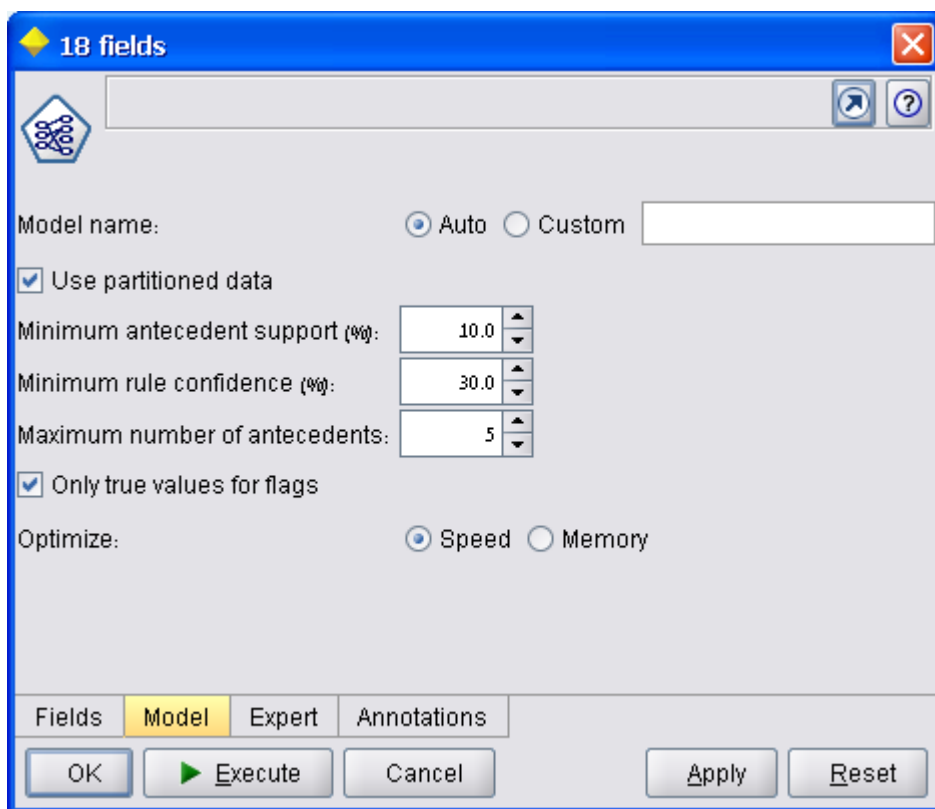 18 fields
Model name: Auto Custom
Use partitioned data
Minimum antecedent support (%): 10.0
Minimum rule confidence (%): 30.0
Maximum number of antecedents: 5
Only true values for flags
Optimize: Speed Memory
Fields Model Expert Annotations
OK Execute Cancel Apply Reset